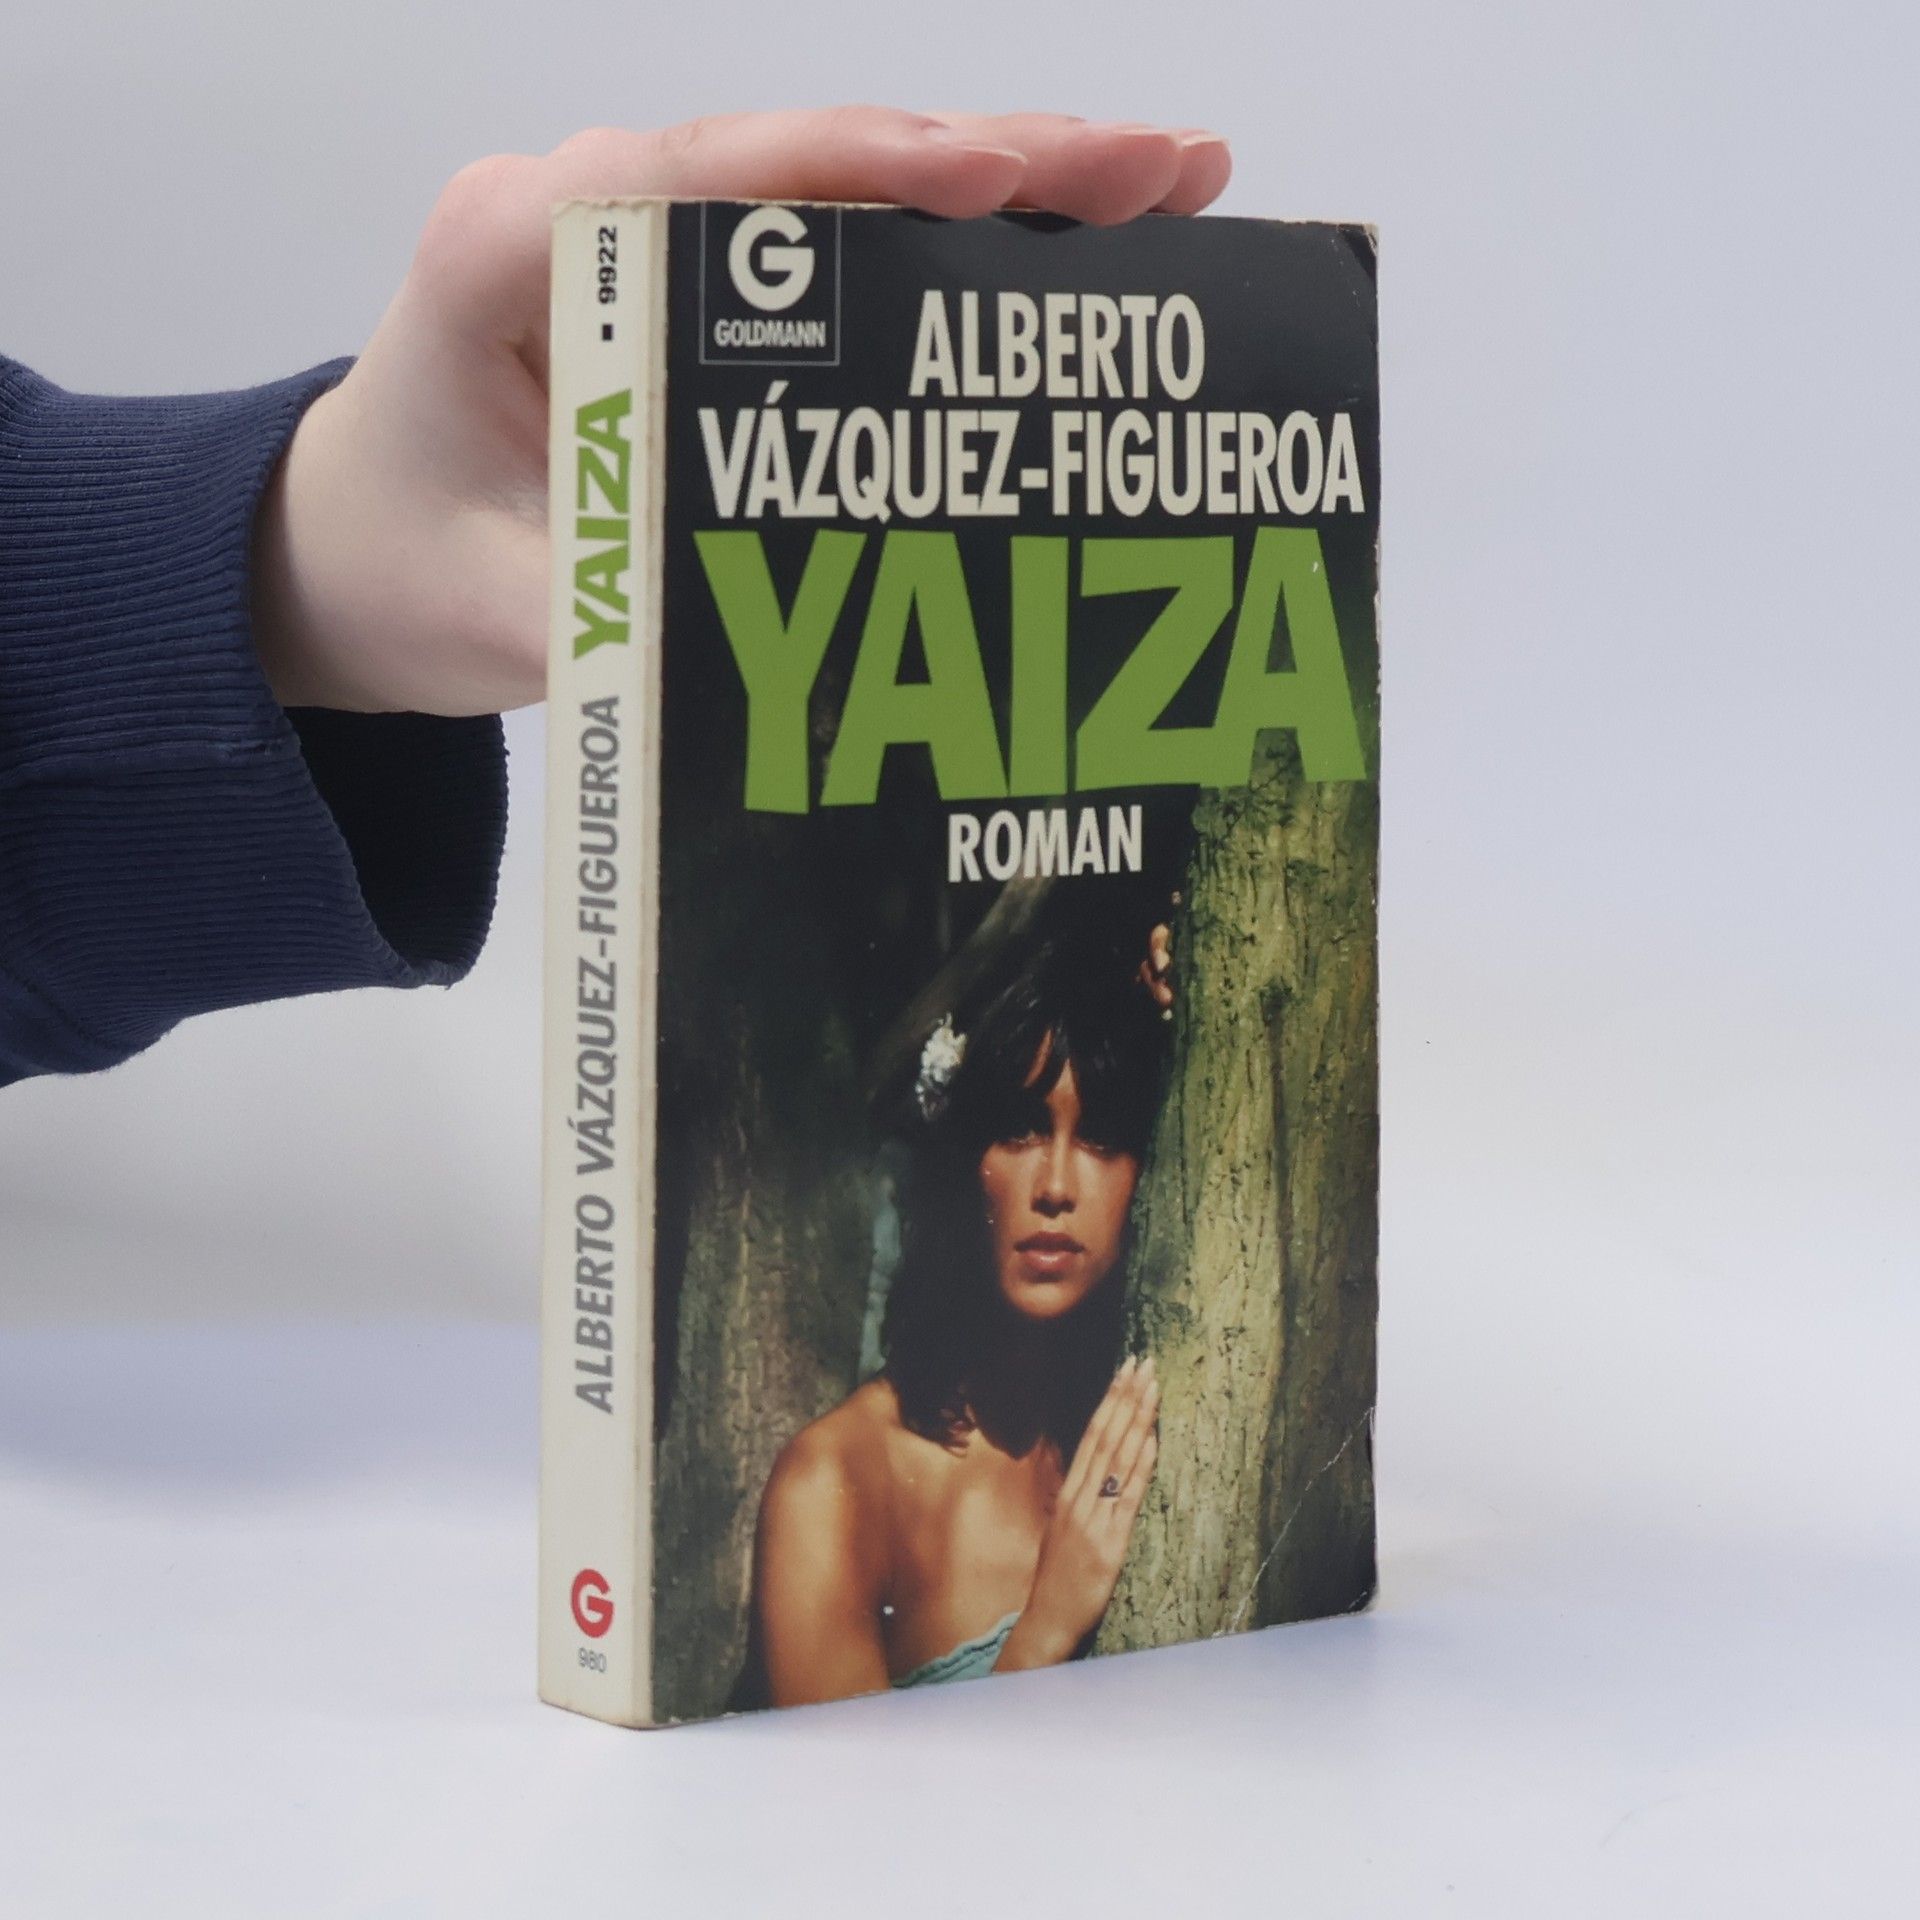 9922
YAIZA
ALBERTO VÁZQUEZ-FIGUEROA
G
980
G
GOLDMANN
ALBERTO
VÁZQUEZ-FIGUEROA
YAIZA
ROMAN